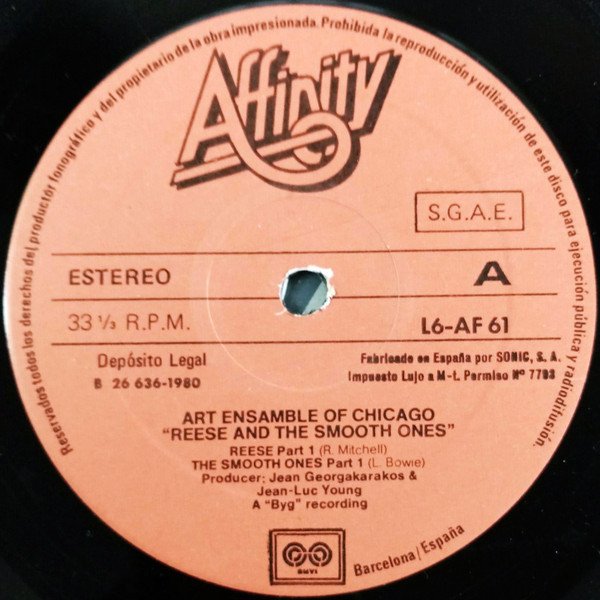 Reservados todos los derechos del productor fonográfico y del propietario de la obra impresionada. Prohibida la reproducción y utilización de este disco para ejecución pública y radiodifusión.
Affinity
S.G.A.E.
ESTEREO
A
33 1/3 R.P.M.
L6-AF 61
Depósito Legal
B 26 636-1980
Fabricado en España por SONIC, S. A.
Impuesto Lujo a M-t. Permiso Nº 7703
ART ENSAMBLE OF CHICAGO
"REESE AND THE SMOOTH ONES"
REESE Part 1 (R. Mitchell)
THE SMOOTH ONES Part 1 (L. Bowie)
Producer: Jean Georgakarakos &
Jean-Luc Young
A "Byg" recording
Barcelona/España